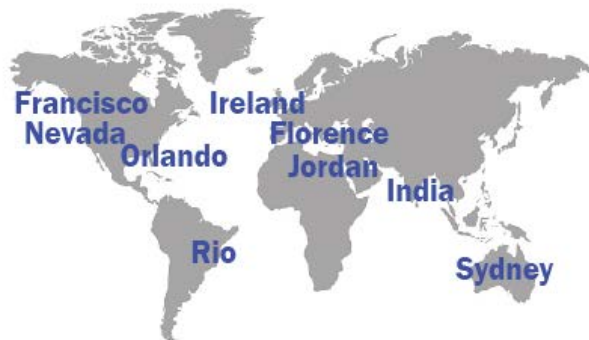 Francisco
Ireland
Nevada
Florence
Orlando
Jordan
India
Rio
Sydney